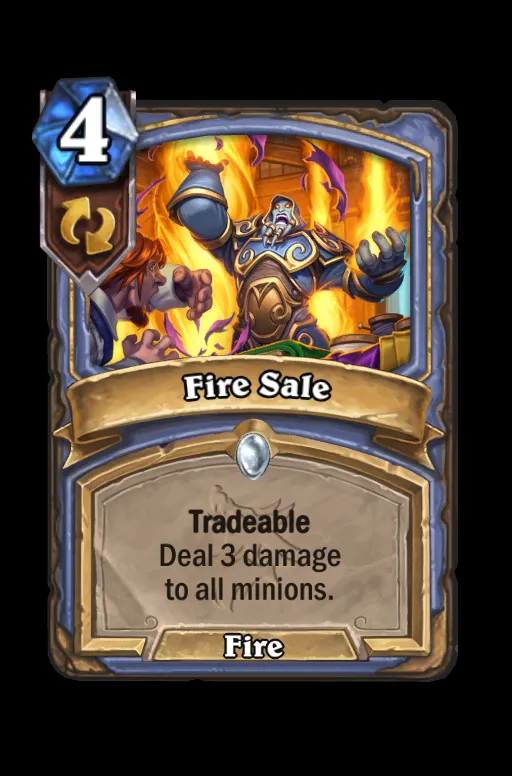 4
Fire Sale
Tradeable
Deal 3 damage
to all minions.
Fire